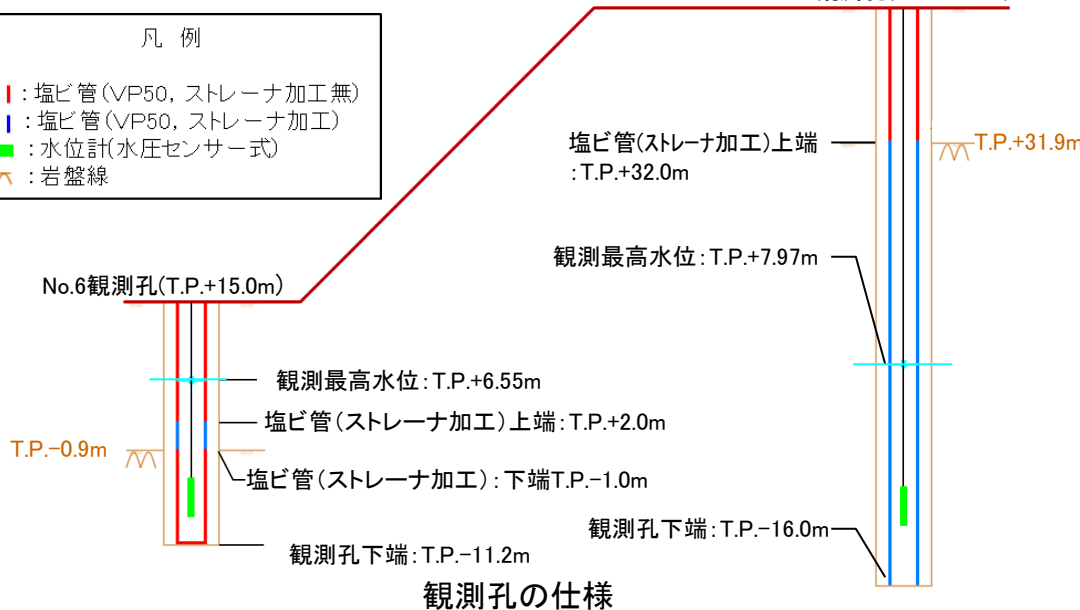 凡 例
：塩ビ管(VP50, ストレーナ加工無)
：塩ビ管(VP50, ストレーナ加工)
：水位計(水圧センサー式)
：岩盤線
塩ビ管(ストレーナ加工)上端
：T.P.+32.0m
T.P.+31.9m
観測最高水位：T.P.+7.97m
No.6観測孔(T.P.+15.0m)
観測最高水位：T.P.+6.55m
塩ビ管(ストレーナ加工)上端：T.P.+2.0m
T.P.-0.9m
塩ビ管(ストレーナ加工)：下端T.P.-1.0m
観測孔下端：T.P.-16.0m
観測孔下端：T.P.-11.2m
観測孔の仕様